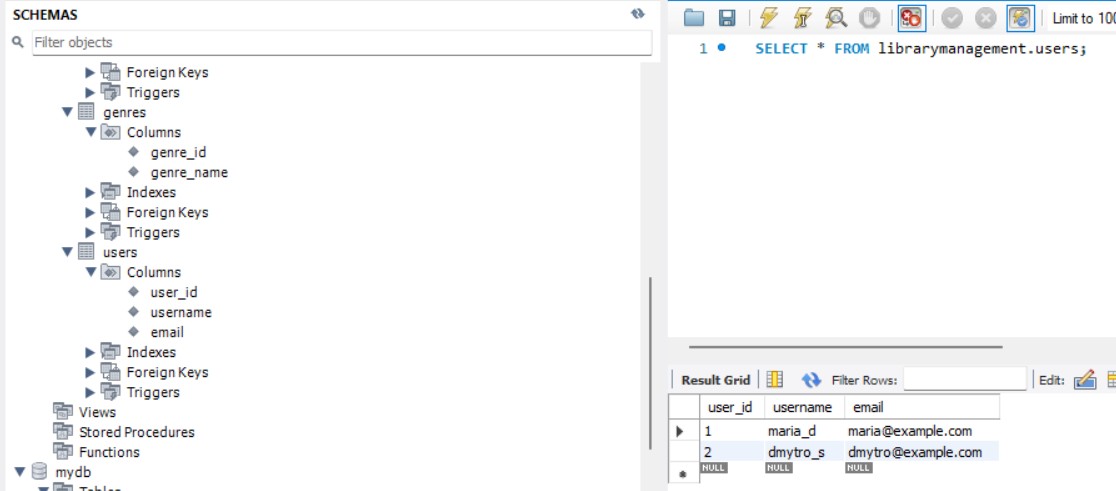 SCHEMAS
Filter objects
Foreign Keys
Triggers
genres
Columns
genre_id
genre_name
Indexes
Foreign Keys
Triggers
users
Columns
user_id
username
email
Indexes
Foreign Keys
Triggers
Views
Stored Procedures
Functions
mydb
Tables
Limit to 100
1 SELECT * FROM librarymanagement.users;
Result Grid Filter Rows: Edit:
user_id username email
1 maria_d maria@example.com
2 dmytro_s dmytro@example.com
NULL NULL NULL